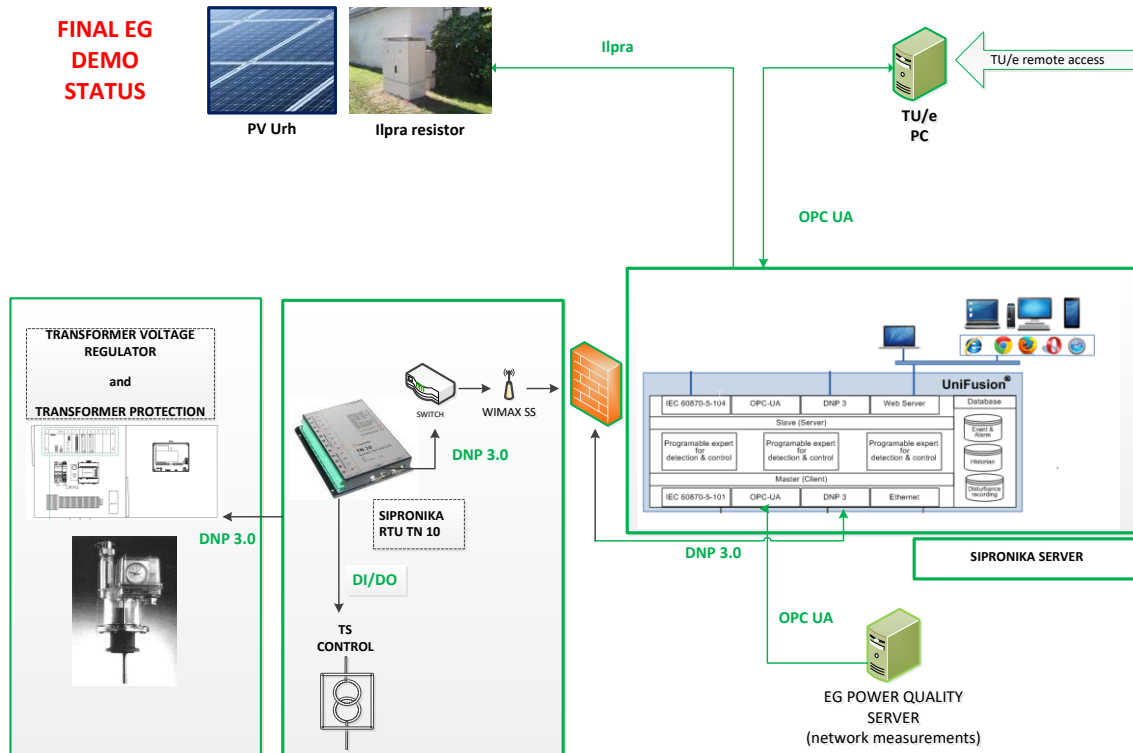 FINAL EG
DEMO
STATUS
PV Urh
Ilpra resistor
Ilpra
TU/e
PC
TU/e remote access
OPC UA
TRANSFORMER VOLTAGE
REGULATOR
and
TRANSFORMER PROTECTION
DNP 3.0
SWITCH
WIMAX SS
DNP 3.0
TN 10
SIPRONIKA
RTU TN 10
DI/DO
TS
CONTROL
UniFusion®
IEC 60870-5-104
OPC-UA
DNP 3
Web Server
Database
Slave (Server)
Event &
Alarm
Programable expert
for
detection & control
Programable expert
for
detection & control
Programable expert
for
detection & control
Historian
Master (Client)
Disturbance
recording
IEC 60870-5-101
OPC-UA
DNP 3
Ethernet
DNP 3.0
SIPRONIKA SERVER
OPC UA
EG POWER QUALITY
SERVER
(network measurements)